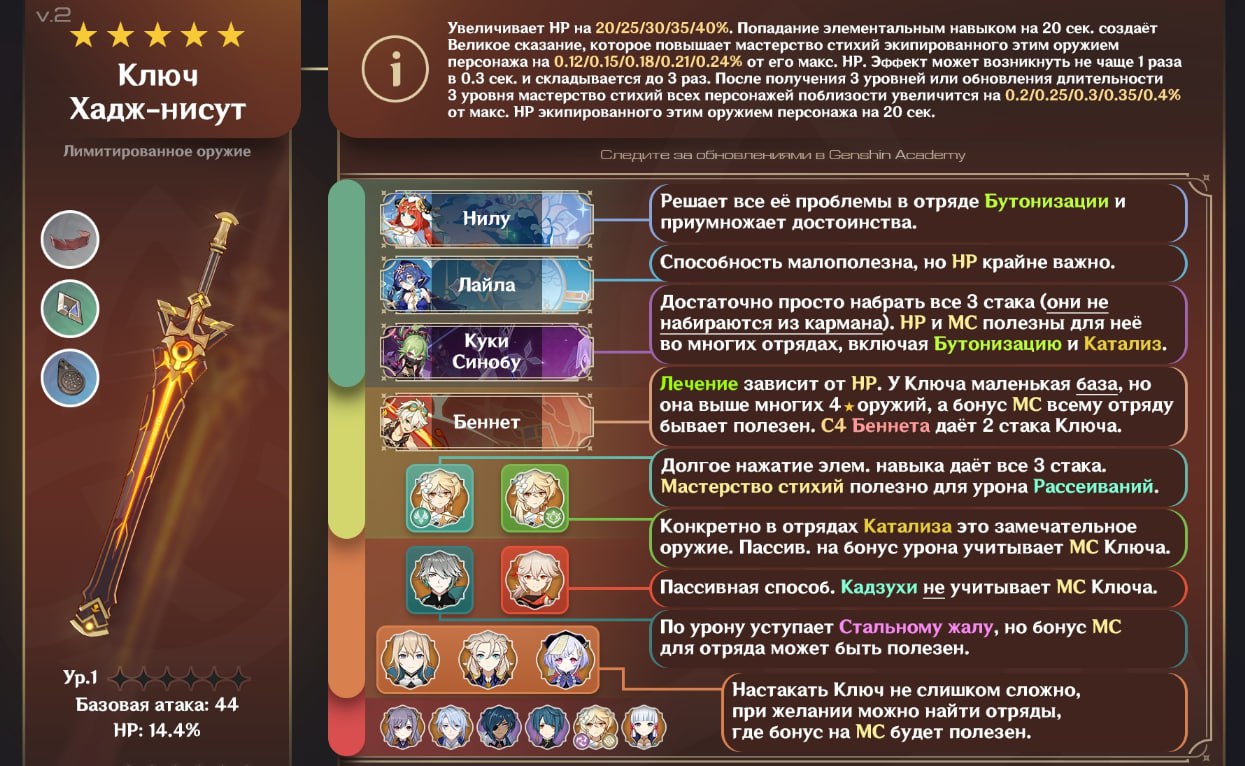 v.2
Ключ
Хадж-нисут
Лимитированное оружие
Ур.1
Базовая атака: 44
HP: 14.4%
Увеличивает HP на 20/25/30/35/40%. Попадание элементальным навыком на 20 сек. создаёт
Великое сказание, которое повышает мастерство стихий экипированного этим оружием
персонажа на 0.12/0.15/0.18/0.21/0.24% от его макс. HP. Эффект может возникнуть не чаще 1 раза
в 0.3 сек. и складывается до 3 раз. После получения 3 уровней или обновления длительности
3 уровня мастерство стихий всех персонажей поблизости увеличится на 0.2/0.25/0.3/0.35/0.4%
от макс. HP экипированного этим оружием персонажа на 20 сек.
Следите за обновлениями в Genshin Academy
Нилу
Решает все её проблемы в отряде Бутонизации и
приумножает достоинства.
Лайла
Способность малополезна, но HP крайне важно.
Куки
Синобу
Достаточно просто набрать все 3 стака (они не
набираются из кармана). HP и МС полезны для неё
во многих отрядах, включая Бутонизацию и Катализ.
Беннет
Лечение зависит от HP. У Ключа маленькая база, но
она выше многих 4★оружий, а бонус МС всему отряду
бывает полезен. С4 Беннета даёт 2 стака Ключа.
Долгое нажатие элем. навыка даёт все 3 стака.
Мастерство стихий полезно для урона Рассеиваний.
Конкретно в отрядах Катализа это замечательное
оружие. Пассив. на бонус урона учитывает МС Ключа.
Пассивная способ. Кадзухи не учитывает МС Ключа.
По урону уступает Стальному жалу, но бонус МС
для отряда может быть полезен.
Настакать Ключ не слишком сложно,
при желании можно найти отряды,
где бонус на МС будет полезен.